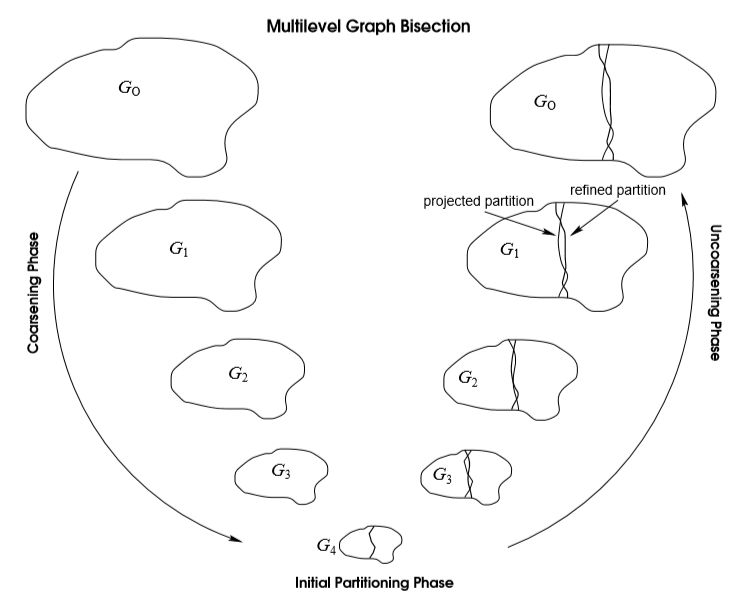 Multilevel Graph Bisection
G0
G0
projected partition
refined partition
G1
G1
Coarsening Phase
Uncoarsening Phase
G2
G2
G3
G3
G4
Initial Partitioning Phase